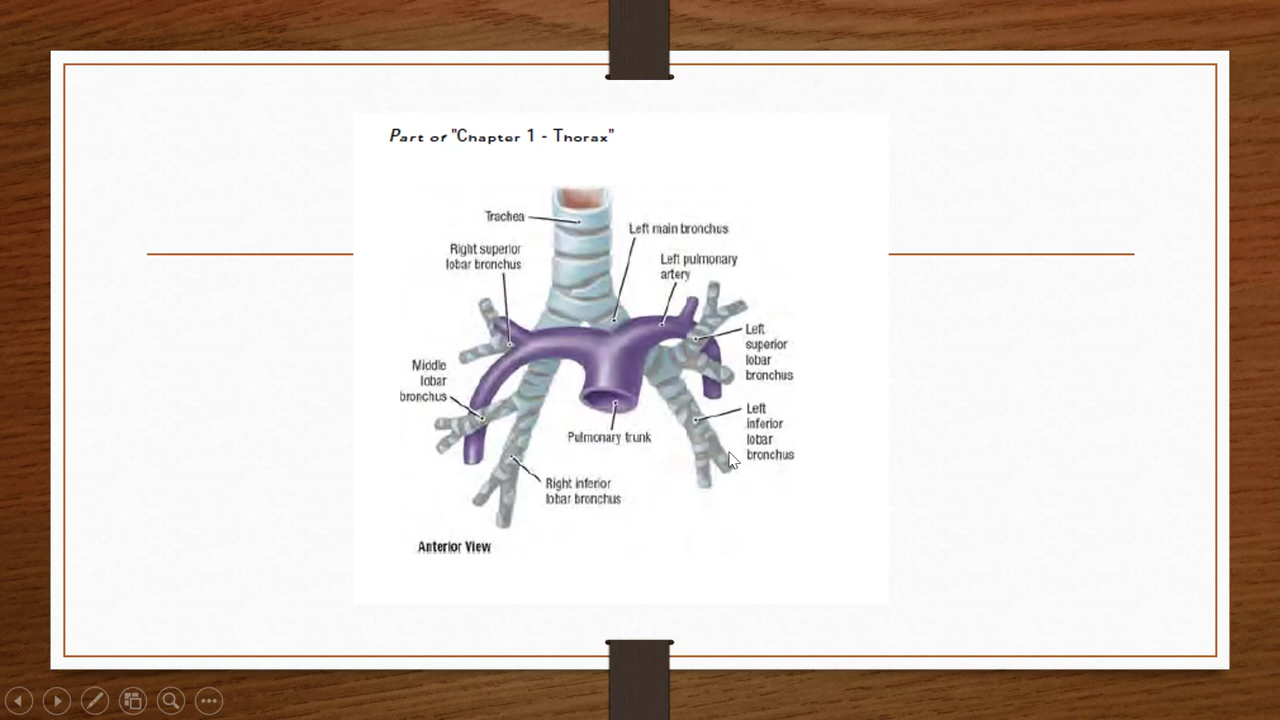 Part of "Chapter 1 - Thorax"
Trachea
Left main bronchus
Right superior
lobar bronchus
Left pulmonary
artery
Left
superior
lobar
bronchus
Middle
lobar
bronchus
Left
inferior
lobar
bronchus
Pulmonary trunk
Right inferior
lobar bronchus
Anterior View